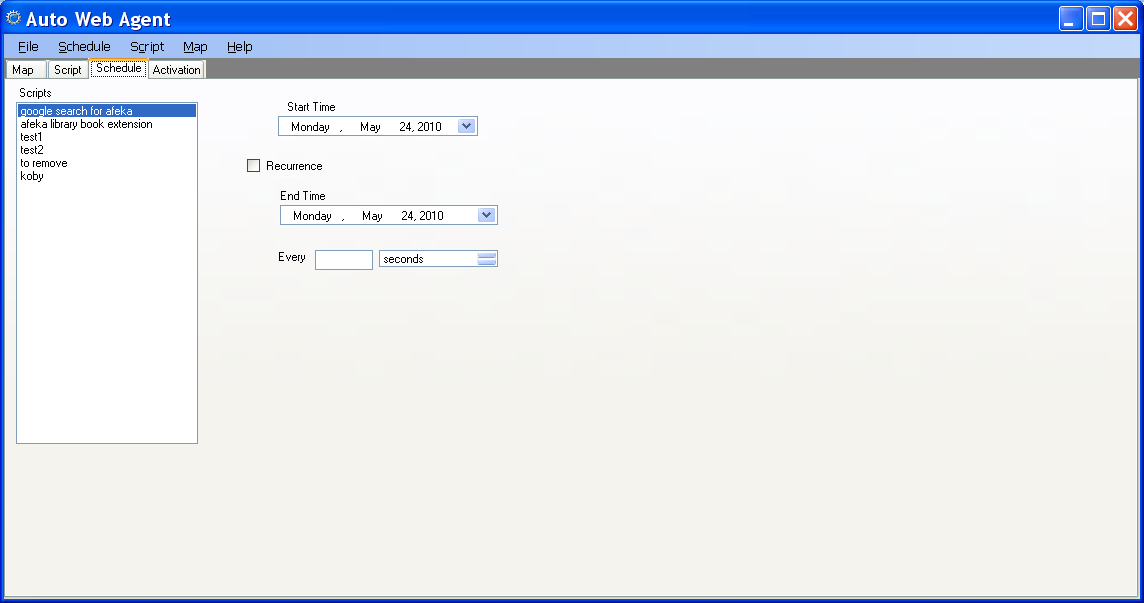 Auto Web Agent
File Schedule Script Map Help
Map Script Schedule Activation
Scripts
google search for afeka
afeka library book extension
test1
test2
to remove
koby
Start Time
Monday , May 24, 2010
Recurrence
End Time
Monday , May 24, 2010
Every seconds